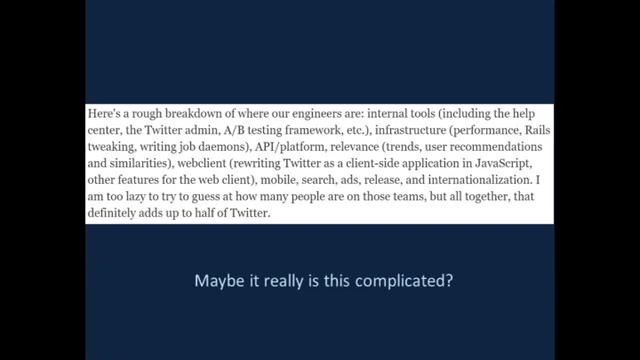 Here's a rough breakdown of where our engineers are: internal tools (including the help
center, the Twitter admin, A/B testing framework, etc.), infrastructure (performance, Rails
tweaking, writing job daemons), API/platform, relevance (trends, user recommendations
and similarities), webclient (rewriting Twitter as a client-side application in JavaScript,
other features for the web client), mobile, search, ads, release, and internationalization. I
am too lazy to try to guess at how many people are on those teams, but all together, that
definitely adds up to half of Twitter.
Maybe it really is this complicated?